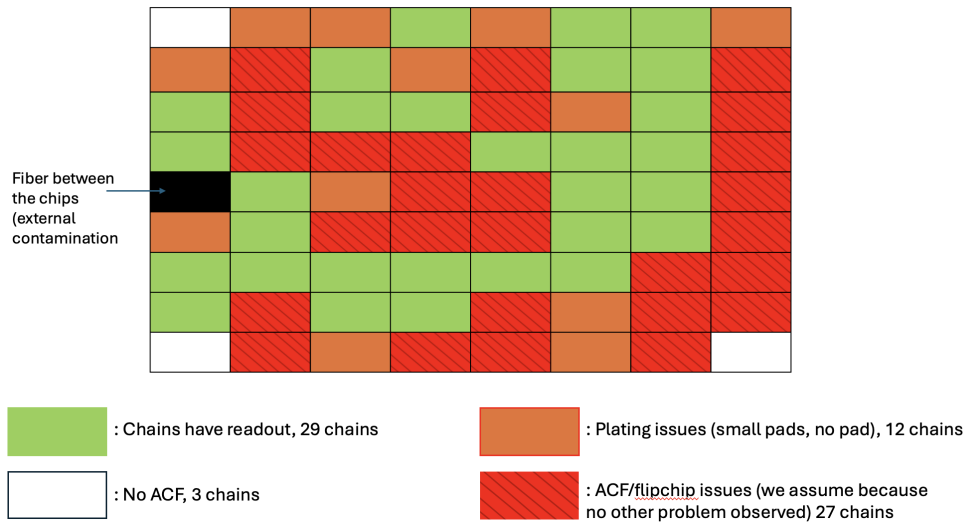 Fiber between
the chips
(external
contamination
: Chains have readout, 29 chains
: Plating issues (small pads, no pad), 12 chains
: No ACF, 3 chains
: ACF/flipchip issues (we assume because
no other problem observed) 27 chains